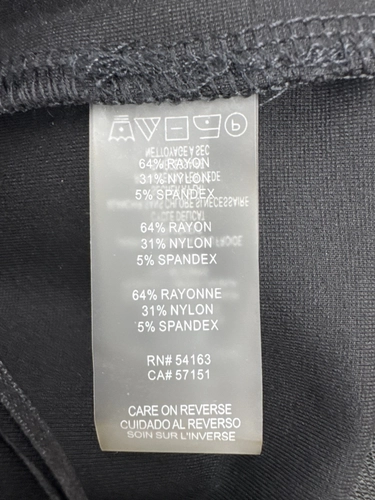 64% RAYON
31% NYLON
5% SPANDEX
64% RAYON
31% NYLON
5% SPANDEX
64% RAYONNE
31% NYLON
5% SPANDEX
RN# 54163
CA# 57151
CARE ON REVERSE
CUIDADO AL REVERSO
SOIN SUR L'INVERSE